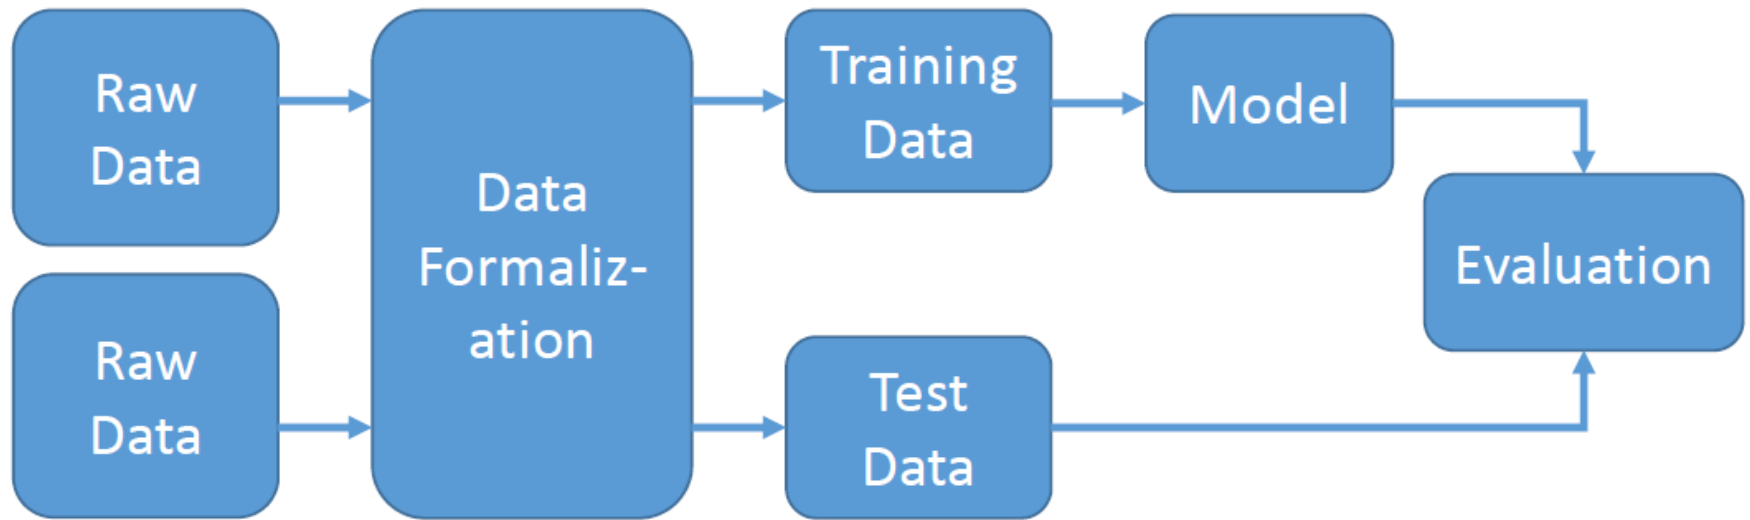 Raw
Data
Raw
Data
Data
Formaliz-
ation
Training
Data
Test
Data
Model
Evaluation